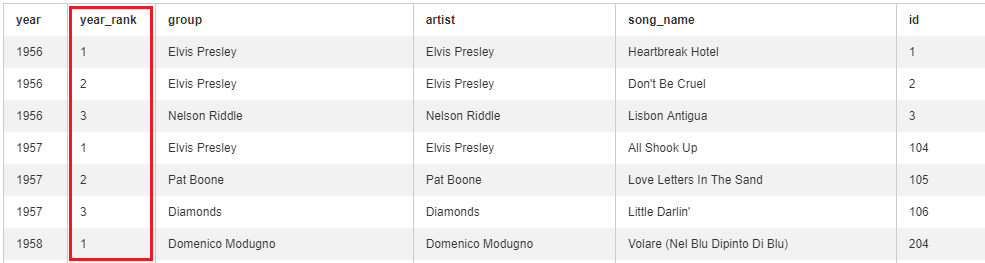 year year_rank group artist song_name id
1956 1 Elvis Presley Elvis Presley Heartbreak Hotel 1
1956 2 Elvis Presley Elvis Presley Don't Be Cruel 2
1956 3 Nelson Riddle Nelson Riddle Lisbon Antigua 3
1957 1 Elvis Presley Elvis Presley All Shook Up 104
1957 2 Pat Boone Pat Boone Love Letters In The Sand 105
1957 3 Diamonds Diamonds Little Darlin' 106
1958 1 Domenico Modugno Domenico Modugno Volare (Nel Blu Dipinto Di Blu) 204